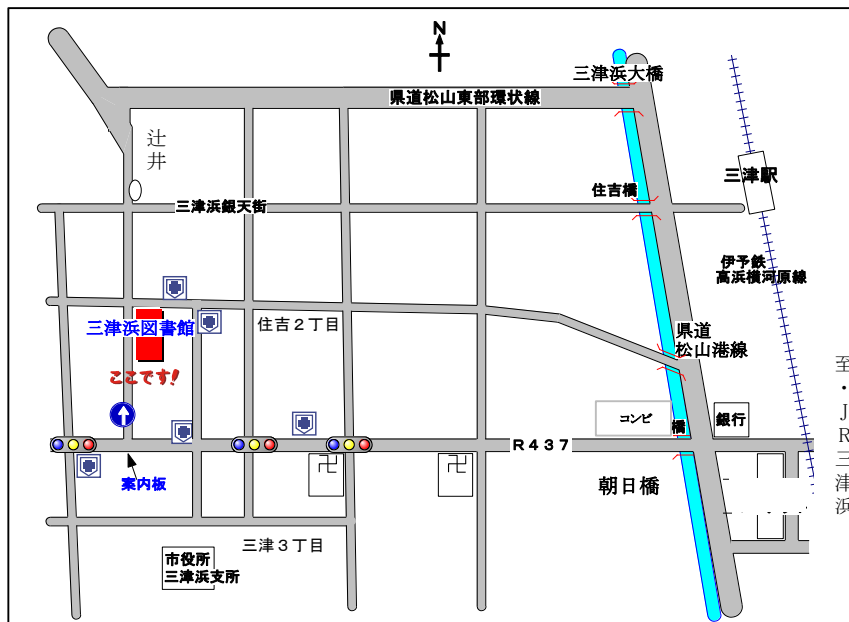 N
三津浜大橋
県道松山東部環状線
辻井
三津駅
住吉橋
三津浜銀天街
伊予鉄
高浜横河原線
住吉2丁目
三津浜図書館
ここです!
県道
松山港線
至・JR三津浜
コンビ
橋
銀行
R437
案内板
卍
卍
朝日橋
三津3丁目
市役所
三津浜支所